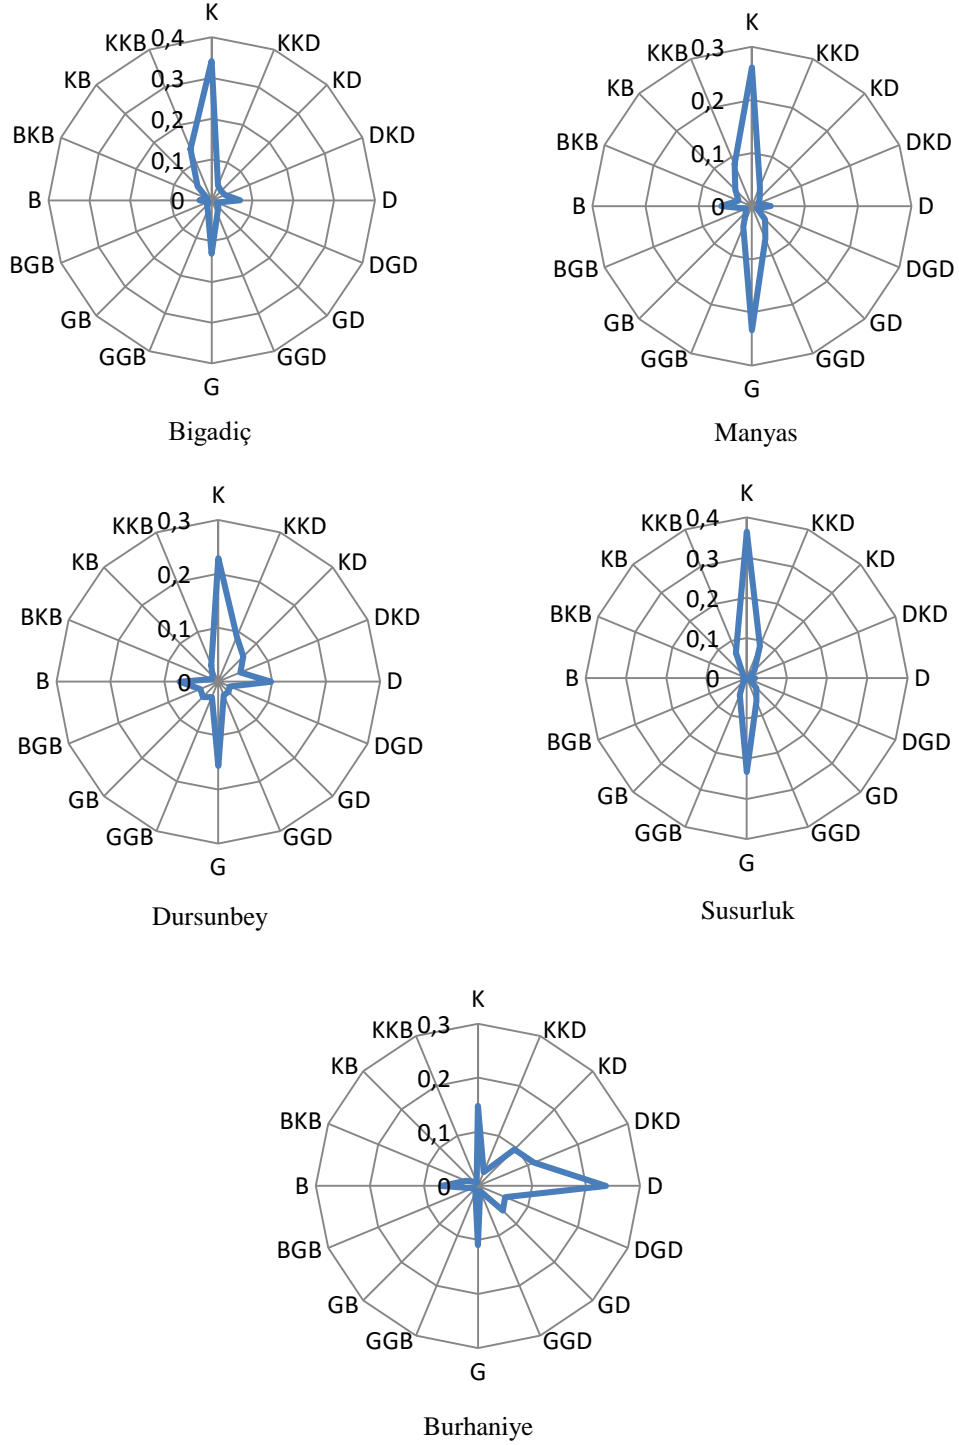 K
KKB 0,4 KKD
KB 0,3 KD
BKB 0,2 DKD
0,1
B 0 D
BGB DGD
GB GD
GGB GGD
G
Bigadiç
K
KKB 0,3 KKD
KB KD
0,2
BKB DKD
0,1
B 0 D
BGB DGD
GB GD
GGB GGD
G
Manyas
K
KKB 0,3 KKD
KB KD
0,2
BKB DKD
0,1
B 0 D
BGB DGD
GB GD
GGB GGD
G
Dursunbey
K
KKB 0,4 KKD
KB 0,3 KD
BKB 0,2 DKD
0,1
B 0 D
BGB DGD
GB GD
GGB GGD
G
Susurluk
K
KKB 0,3 KKD
KB KD
0,2
BKB DKD
0,1
B 0 D
BGB DGD
GB GD
GGB GGD
G
Burhaniye